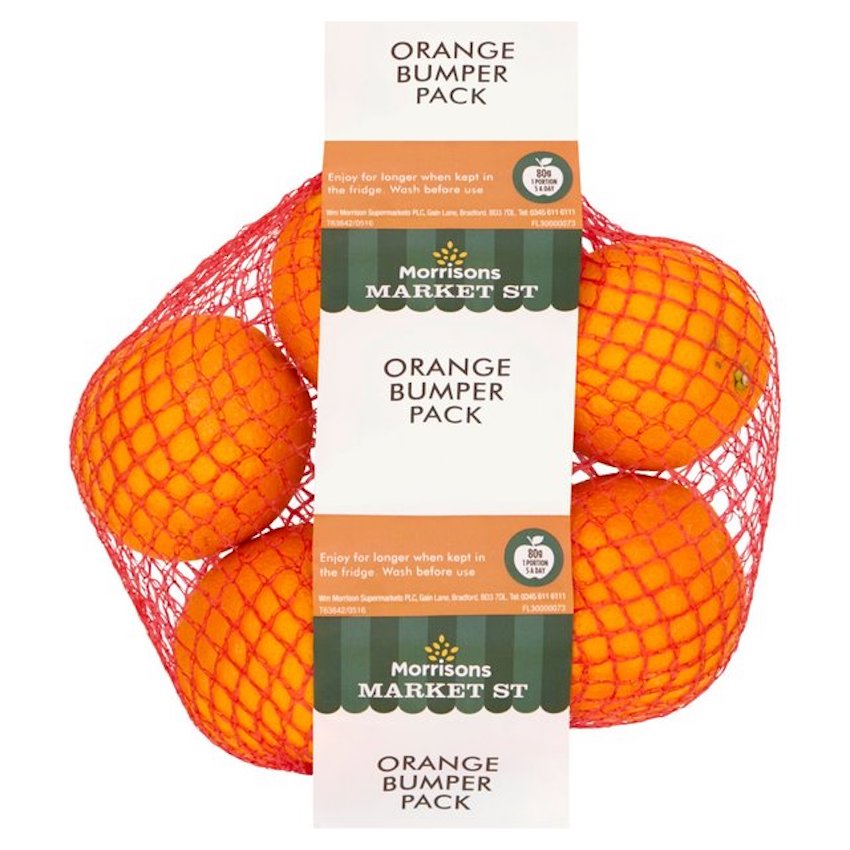 ORANGE
BUMPER
PACK
Enjoy for longer when kept in
the fridge. Wash before use
80g
1 PORTION
5 A DAY
Wm Morrison Supermarkets PLC, Gain Lane, Bradford. BD3 7DL. Tel: 0345 611 6111
T63642/0516
FL30000073
Morrisons
MARKET ST
ORANGE
BUMPER
PACK
Enjoy for longer when kept in
the fridge. Wash before use
80g
1 PORTION
5 A DAY
Wm Morrison Supermarkets PLC, Gain Lane, Bradford. BD3 7DL. Tel: 0345 611 6111
T63642/0516
FL30000073
Morrisons
MARKET ST
ORANGE
BUMPER
PACK